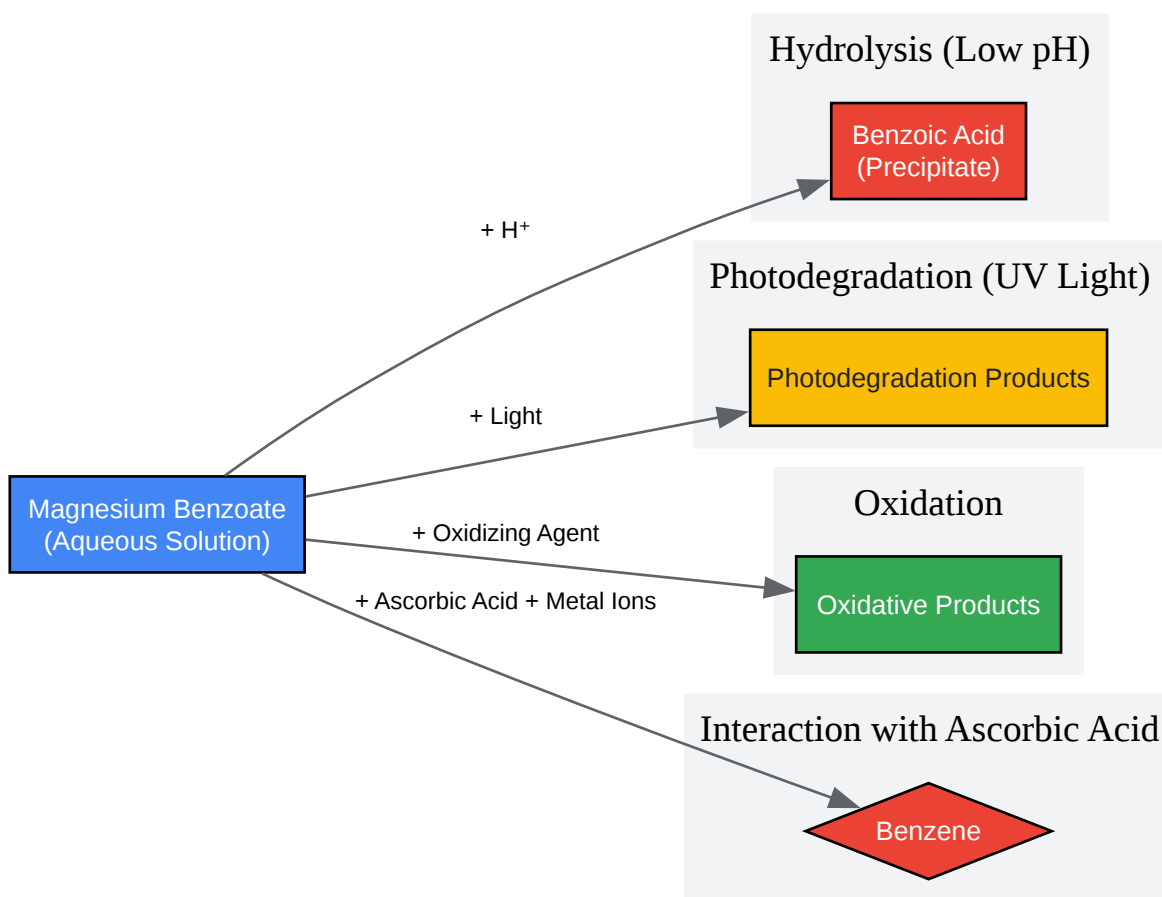 Hydrolysis (Low pH)
Benzoic Acid
(Precipitate)
+ H⁺
Photodegradation (UV Light)
Photodegradation Products
+ Light
Magnesium Benzoate
(Aqueous Solution)
Oxidation
+ Oxidizing Agent
Oxidative Products
+ Ascorbic Acid + Metal Ions
Interaction with Ascorbic Acid
Benzene